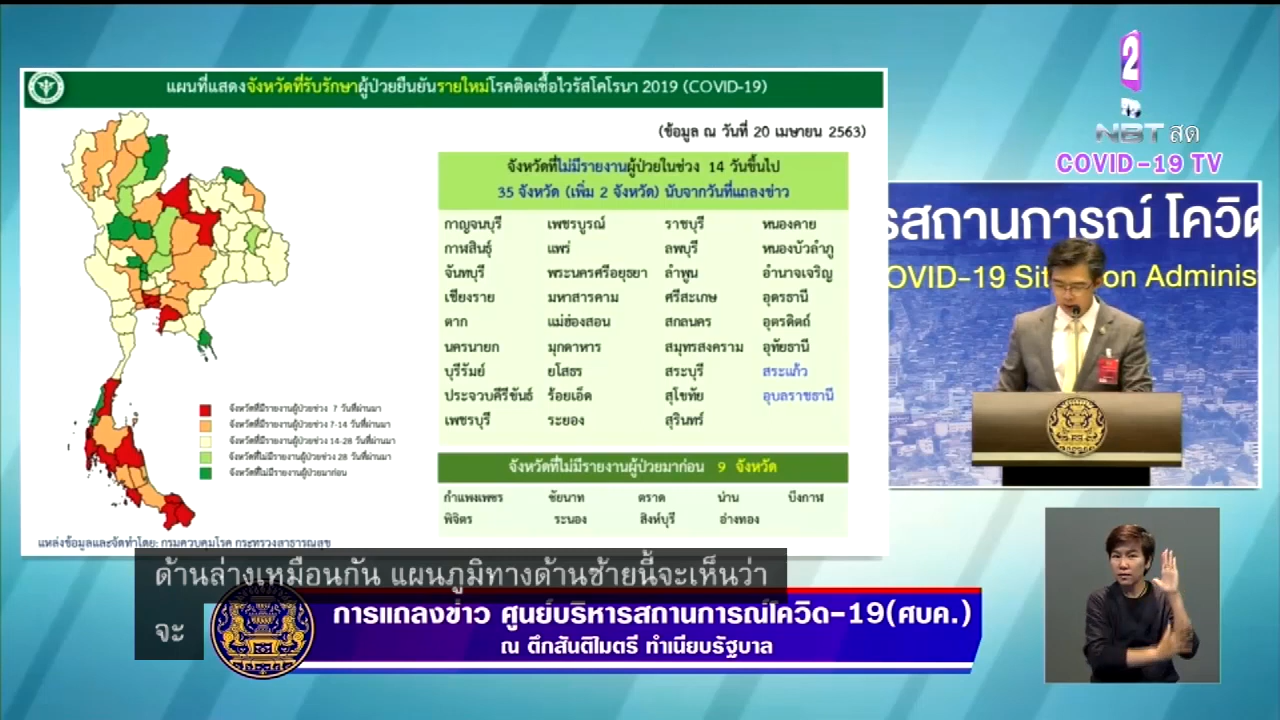 แผนที่แสดงจังหวัดที่รับรักษาผู้ป่วยยืนยันรายใหม่โรคติดเชื้อไวรัสโคโรนา 2019 (COVID-19)
(ข้อมูล ณ วันที่ 20 เมษายน 2563)
จังหวัดที่ไม่มีรายงานผู้ป่วยในช่วง 14 วันขึ้นไป
35 จังหวัด (เพิ่ม 2 จังหวัด) นับจากวันที่แถลงข่าว
กาญจนบุรี เพชรบูรณ์ ราชบุรี หนองคาย
กาฬสินธุ์ แพร่ ลพบุรี หนองบัวลำภู
จันทบุรี พระนครศรีอยุธยา ลำพูน อำนาจเจริญ
เชียงราย มหาสารคาม ศรีสะเกษ อุดรธานี
ตาก แม่ฮ่องสอน สกลนคร อุตรดิตถ์
นครนายก มุกดาหาร สมุทรสงคราม อุทัยธานี
บุรีรัมย์ ยโสธร สระบุรี สระแก้ว
ประจวบคีรีขันธ์ ร้อยเอ็ด สุโขทัย อุบลราชธานี
เพชรบุรี ระยอง สุรินทร์
จังหวัดที่ไม่มีรายงานผู้ป่วยมาก่อน 9 จังหวัด
กำแพงเพชร ชัยนาท ตราด น่าน บึงกาฬ
พิจิตร ระนอง สิงห์บุรี อ่างทอง
จังหวัดที่มีรายงานผู้ป่วยช่วง 7 วันที่ผ่านมา
จังหวัดที่มีรายงานผู้ป่วยช่วง 7-14 วันที่ผ่านมา
จังหวัดที่มีรายงานผู้ป่วยช่วง 14-28 วันที่ผ่านมา
จังหวัดที่ไม่มีรายงานผู้ป่วยช่วง 28 วันที่ผ่านมา
จังหวัดที่ไม่มีรายงานผู้ป่วยมาก่อน
แหล่งข้อมูลและจัดทำโดย: กรมควบคุมโรค กระทรวงสาธารณสุข
2
NBT สด
COVID-19 TV
รสถานการณ์ โควิด
OVID-19 Sit on Adminis
ด้านล่างเหมือนกัน แผนภูมิทางด้านซ้ายนี้จะเห็นว่า
จะ
การแถลงข่าว ศูนย์บริหารสถานการณ์โควิด-19(ศบค.)
ณ ตึกสันติไมตรี ทำเนียบรัฐบาล